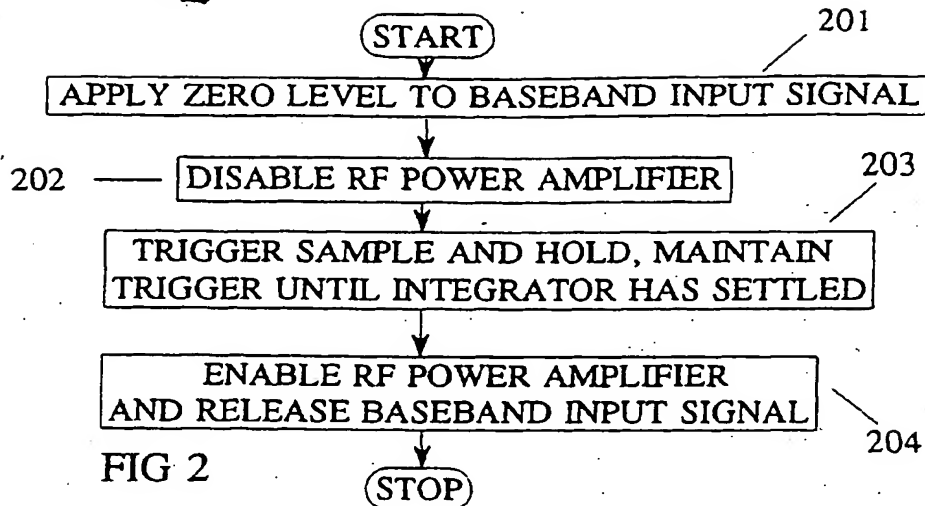 START
201
APPLY ZERO LEVEL TO BASEBAND INPUT SIGNAL
202
DISABLE RF POWER AMPLIFIER
203
TRIGGER SAMPLE AND HOLD, MAINTAIN
TRIGGER UNTIL INTEGRATOR HAS SETTLED
ENABLE RF POWER AMPLIFIER
AND RELEASE BASEBAND INPUT SIGNAL
204
FIG 2
STOP